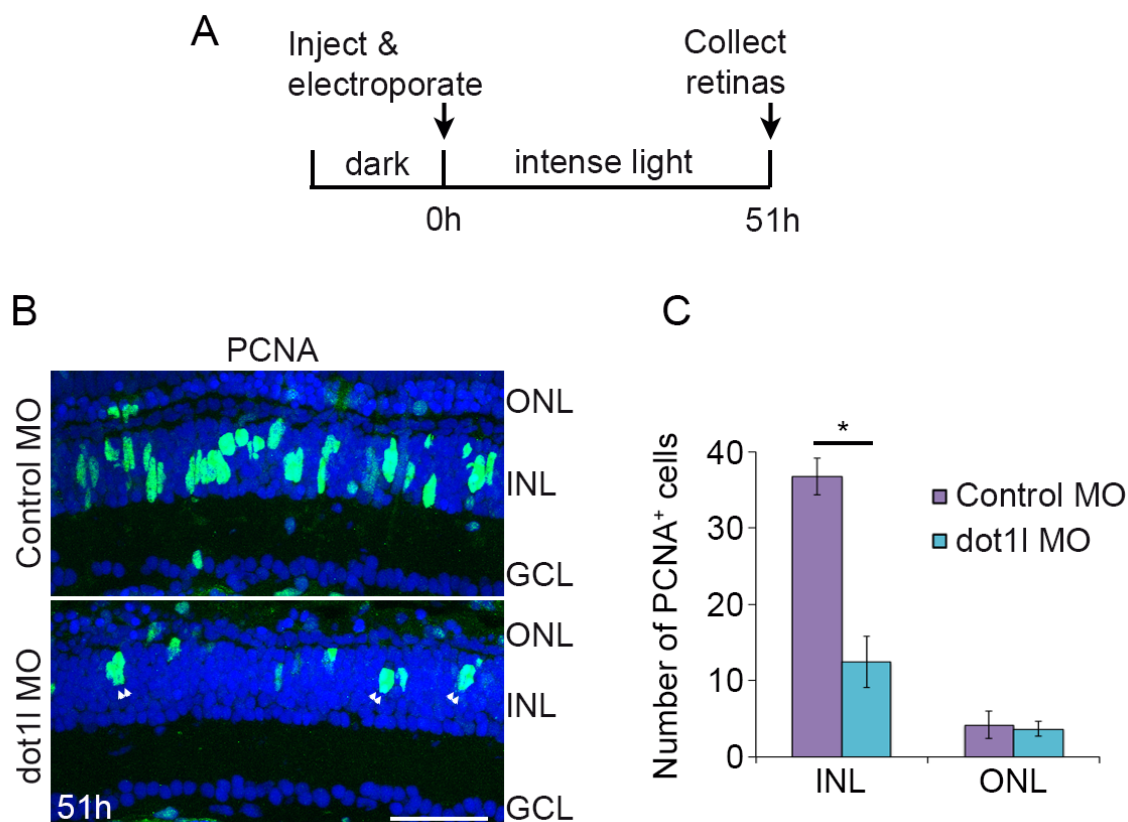 A
Inject &
electroporate
Collect
retinas
dark
intense light
0h
51h
B
PCNA
Control MO
ONL
INL
GCL
dot1l MO
ONL
INL
GCL
51h
C
Number of PCNA+ cells
40
30
20
10
0
*
INL
ONL
Control MO
dot1l MO